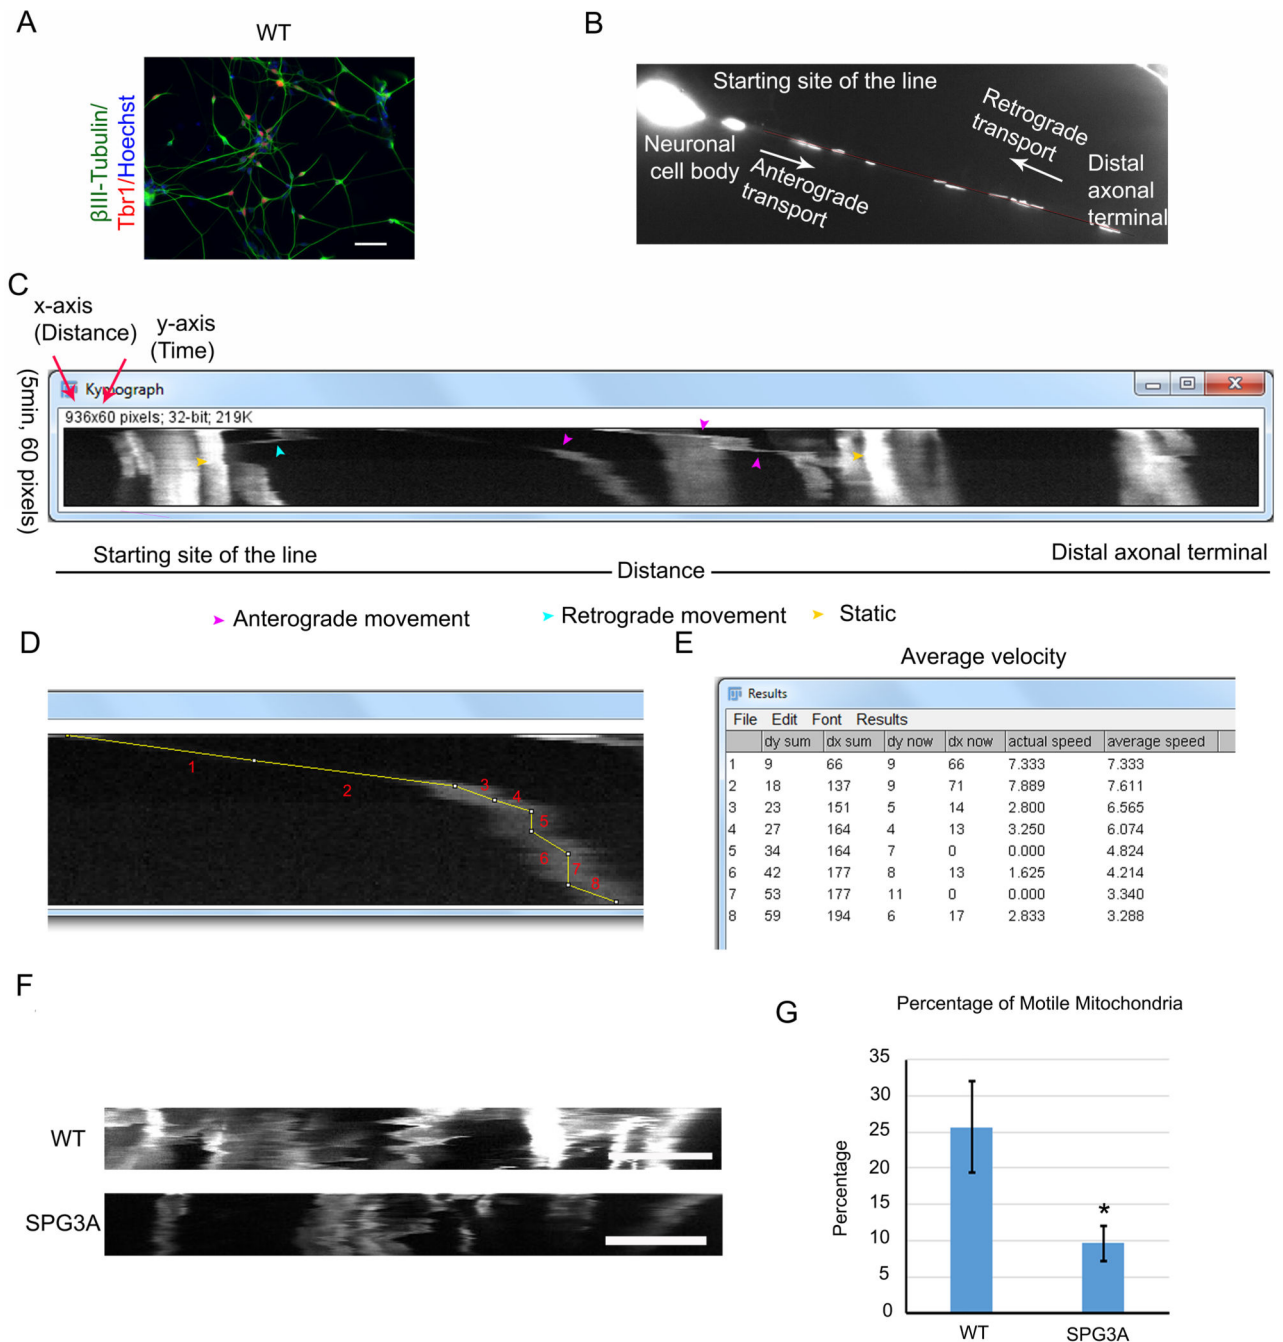 A
WT
βIII-Tubulin/
Tbr1/Hoechst
B
Starting site of the line
Retrograde
transport
Neuronal
cell body
Anterograde
transport
Distal
axonal
terminal
C
x-axis
(Distance)
y-axis
(Time)
(5min, 60 pixels)
Kymograph
936x60 pixels; 32-bit; 219K
Starting site of the line
Distal axonal terminal
Distance
Anterograde movement
Retrograde movement
Static
D
1
2
3
4
5
6
7
8
E
Average velocity
Results
File Edit Font Results
dy sum dx sum dy now dx now actual speed average speed
1 9 66 9 66 7.333 7.333
2 18 137 9 71 7.889 7.611
3 23 151 5 14 2.800 6.565
4 27 164 4 13 3.250 6.074
5 34 164 7 0 0.000 4.824
6 42 177 8 13 1.625 4.214
7 53 177 11 0 0.000 3.340
8 59 194 6 17 2.833 3.288
F
WT
SPG3A
G
Percentage of Motile Mitochondria
Percentage
35
30
25
20
15
10
5
0
*
WT
SPG3A